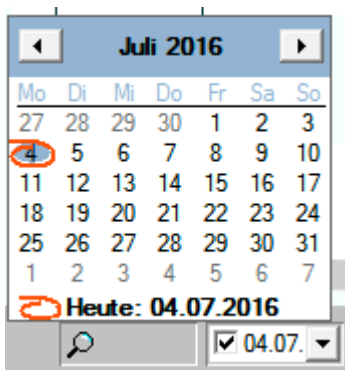 Juli 2016
Mo Di Mi Do Fr Sa So
27 28 29 30 1 2 3
4 5 6 7 8 9 10
11 12 13 14 15 16 17
18 19 20 21 22 23 24
25 26 27 28 29 30 31
1 2 3 4 5 6 7
Heute: 04.07.2016
04.07.